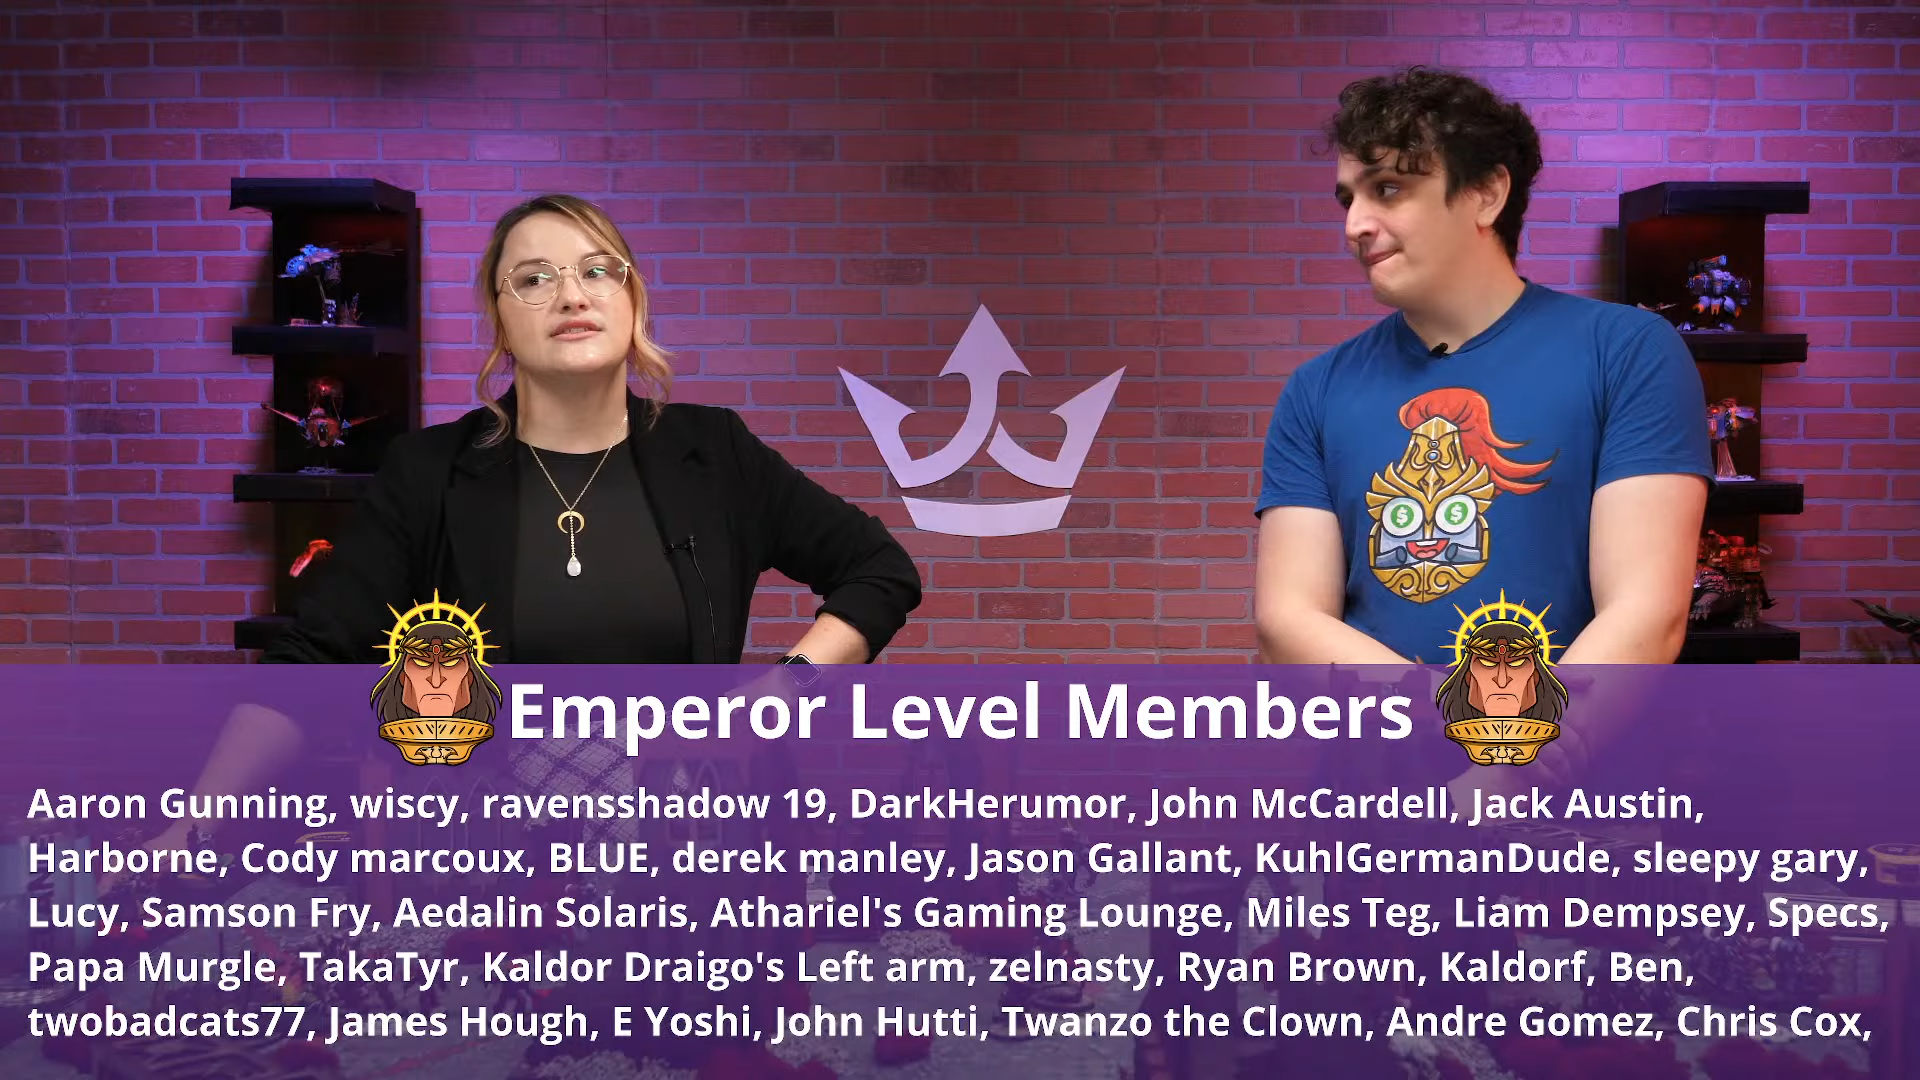 $ $
Emperor Level Members
Aaron Gunning, wiscy, ravensshadow 19, DarkHerumor, John McCardell, Jack Austin,
Harborne, Cody marcoux, BLUE, derek manley, Jason Gallant, KuhlGermanDude, sleepy gary,
Lucy, Samson Fry, Aedalin Solaris, Athariel's Gaming Lounge, Miles Teg, Liam Dempsey, Specs,
Papa Murgle, TakaTyr, Kaldor Draigo's Left arm, zelnasty, Ryan Brown, Kaldorf, Ben,
twobadcats77, James Hough, E Yoshi, John Hutti, Twanzo the Clown, Andre Gomez, Chris Cox,